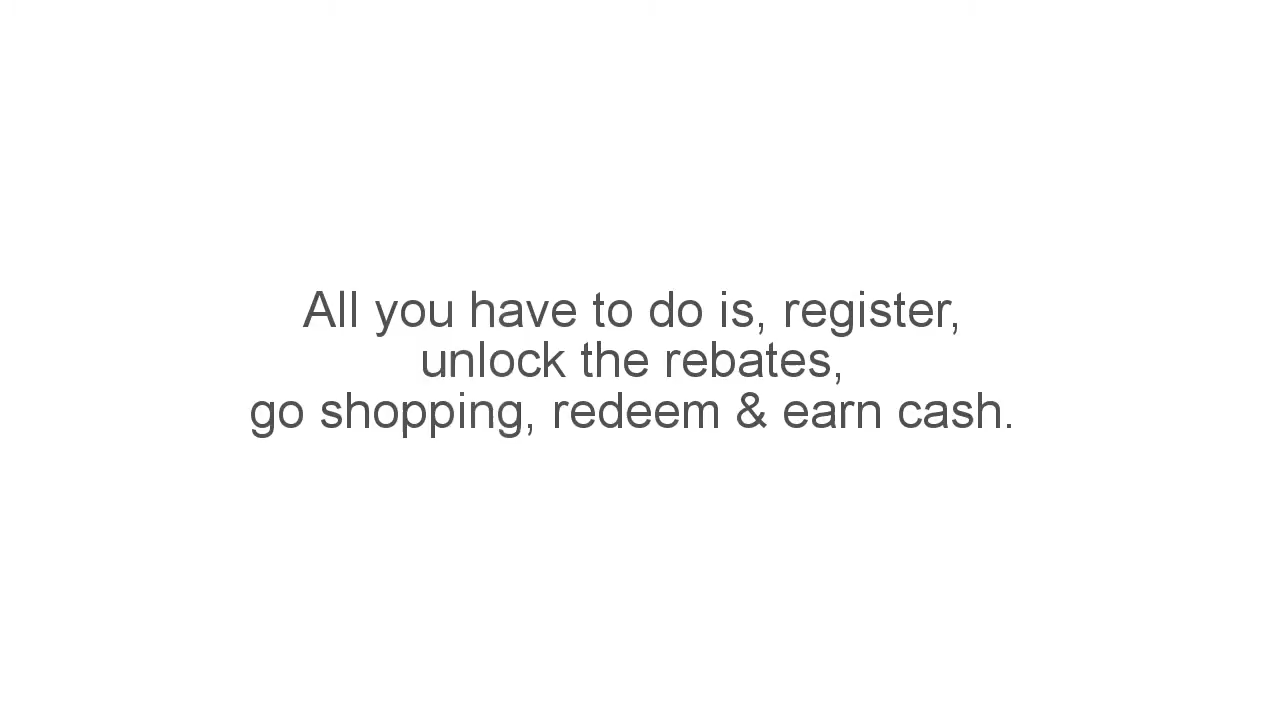 All you have to do is, register,
unlock the rebates,
go shopping, redeem & earn cash.